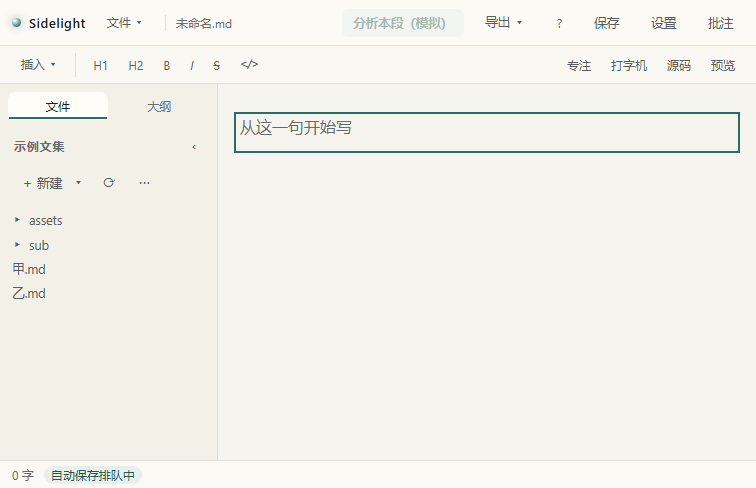 Sidelight 文件 ▾ 未命名.md 分析本段（模拟） 导出 ▾ ? 保存 设置 批注
插入 ▾ H1 H2 B I S </> 专注 打字机 源码 预览
文件 大纲
从这一句开始写
示例文集 ‹
+ 新建 ▾ ⟳ ···
▸ assets
▸ sub
甲.md
乙.md
0 字 自动保存排队中